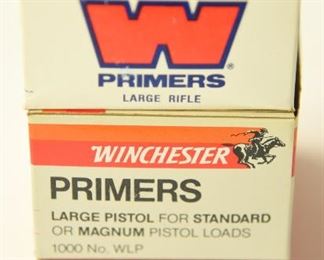 W ®
PRIMERS
LARGE RIFLE
WINCHESTER
PRIMERS
LARGE PISTOL FOR STANDARD
OR MAGNUM PISTOL LOADS
1000 No. WLP